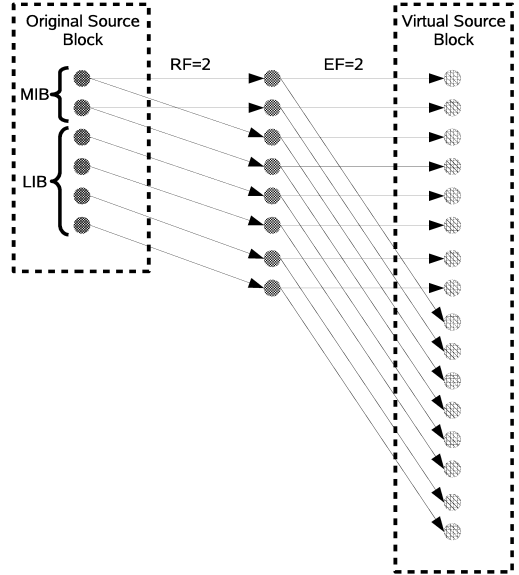 Original Source
Block
Virtual Source
Block
RF=2
EF=2
MIB
LIB